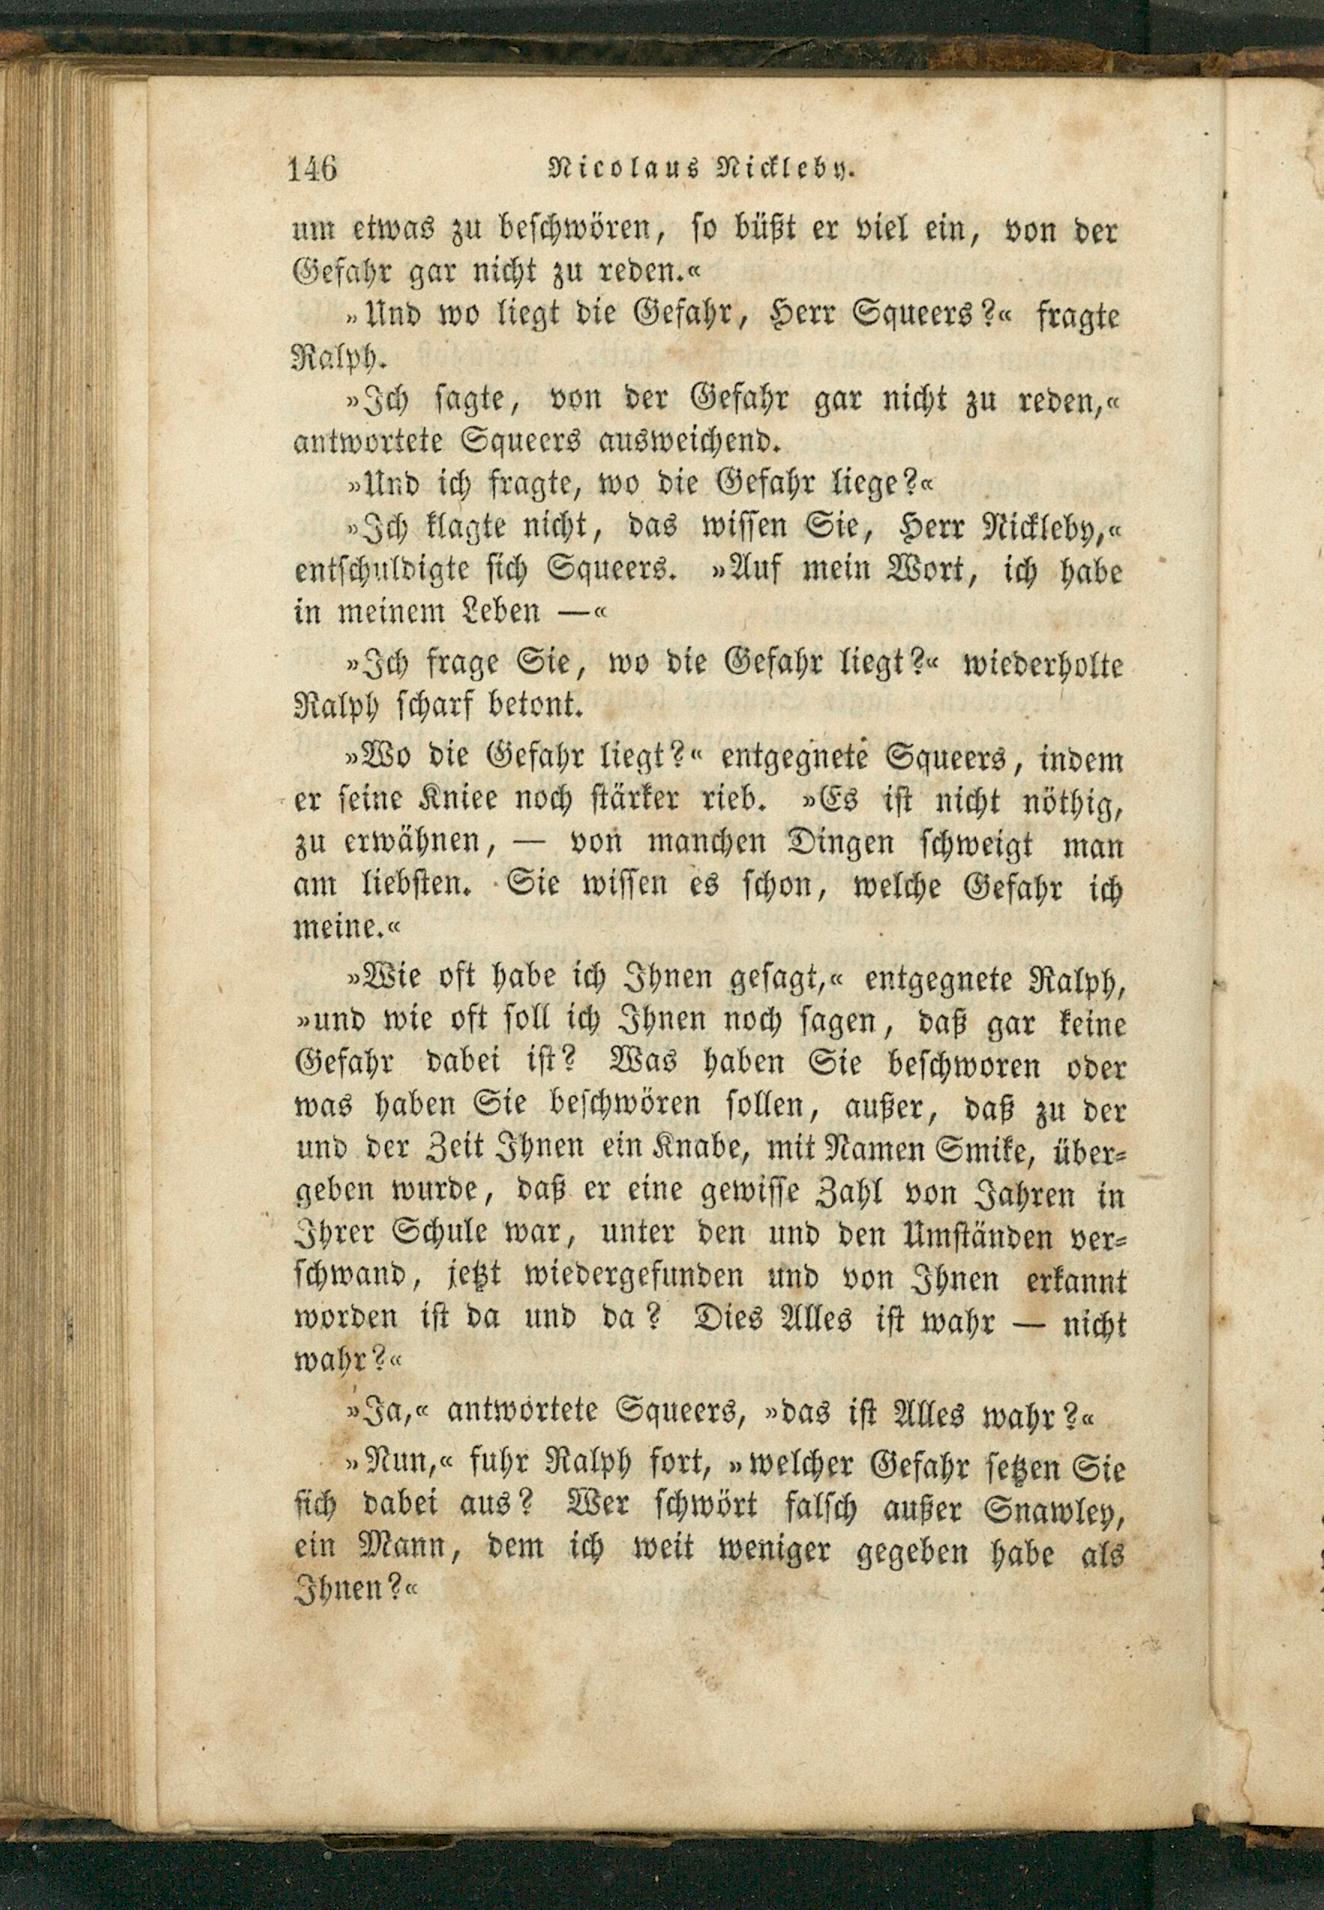 146 Nicolaus Nickleby.
um etwas zu beschwören, so büßt er viel ein, von der
Gefahr gar nicht zu reden.«
»Und wo liegt die Gefahr, Herr Squeers?« fragte
Ralph.
»Ich sagte, von der Gefahr gar nicht zu reden,«
antwortete Squeers ausweichend.
»Und ich fragte, wo die Gefahr liege?«
»Ich klagte nicht, das wissen Sie, Herr Nickleby,«
entschuldigte sich Squeers. »Auf mein Wort, ich habe
in meinem Leben —«
»Ich frage Sie, wo die Gefahr liegt?« wiederholte
Ralph scharf betont.
»Wo die Gefahr liegt?« entgegnete Squeers, indem
er seine Kniee noch stärker rieb. »Es ist nicht nöthig,
zu erwähnen, — von manchen Dingen schweigt man
am liebsten. Sie wissen es schon, welche Gefahr ich
meine.«
»Wie oft habe ich Ihnen gesagt,« entgegnete Ralph,
»und wie oft soll ich Ihnen noch sagen, daß gar keine
Gefahr dabei ist? Was haben Sie beschworen oder
was haben Sie beschwören sollen, außer, daß zu der
und der Zeit Ihnen ein Knabe, mit Namen Smike, über-
geben wurde, daß er eine gewisse Zahl von Jahren in
Ihrer Schule war, unter den und den Umständen ver-
schwand, jetzt wiedergefunden und von Ihnen erkannt
worden ist da und da? Dies Alles ist wahr — nicht
wahr?«
»Ja,« antwortete Squeers, »das ist Alles wahr?«
»Nun,« fuhr Ralph fort, »welcher Gefahr setzen Sie
sich dabei aus? Wer schwört falsch außer Snawley,
ein Mann, dem ich weit weniger gegeben habe als
Ihnen?«